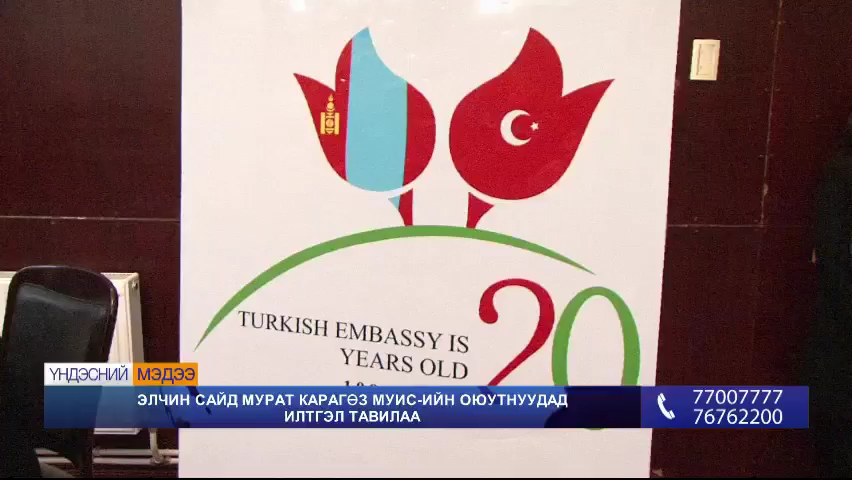 TURKISH EMBASSY IS
YEARS OLD
20
ҮНДЭСНИЙ МЭДЭЭ
ЭЛЧИН САЙД МУРАТ КАРАГӨЗ МУИС-ИЙН ОЮУТНУУДАД
ИЛТГЭЛ ТАВИЛАА
77007777
76762200